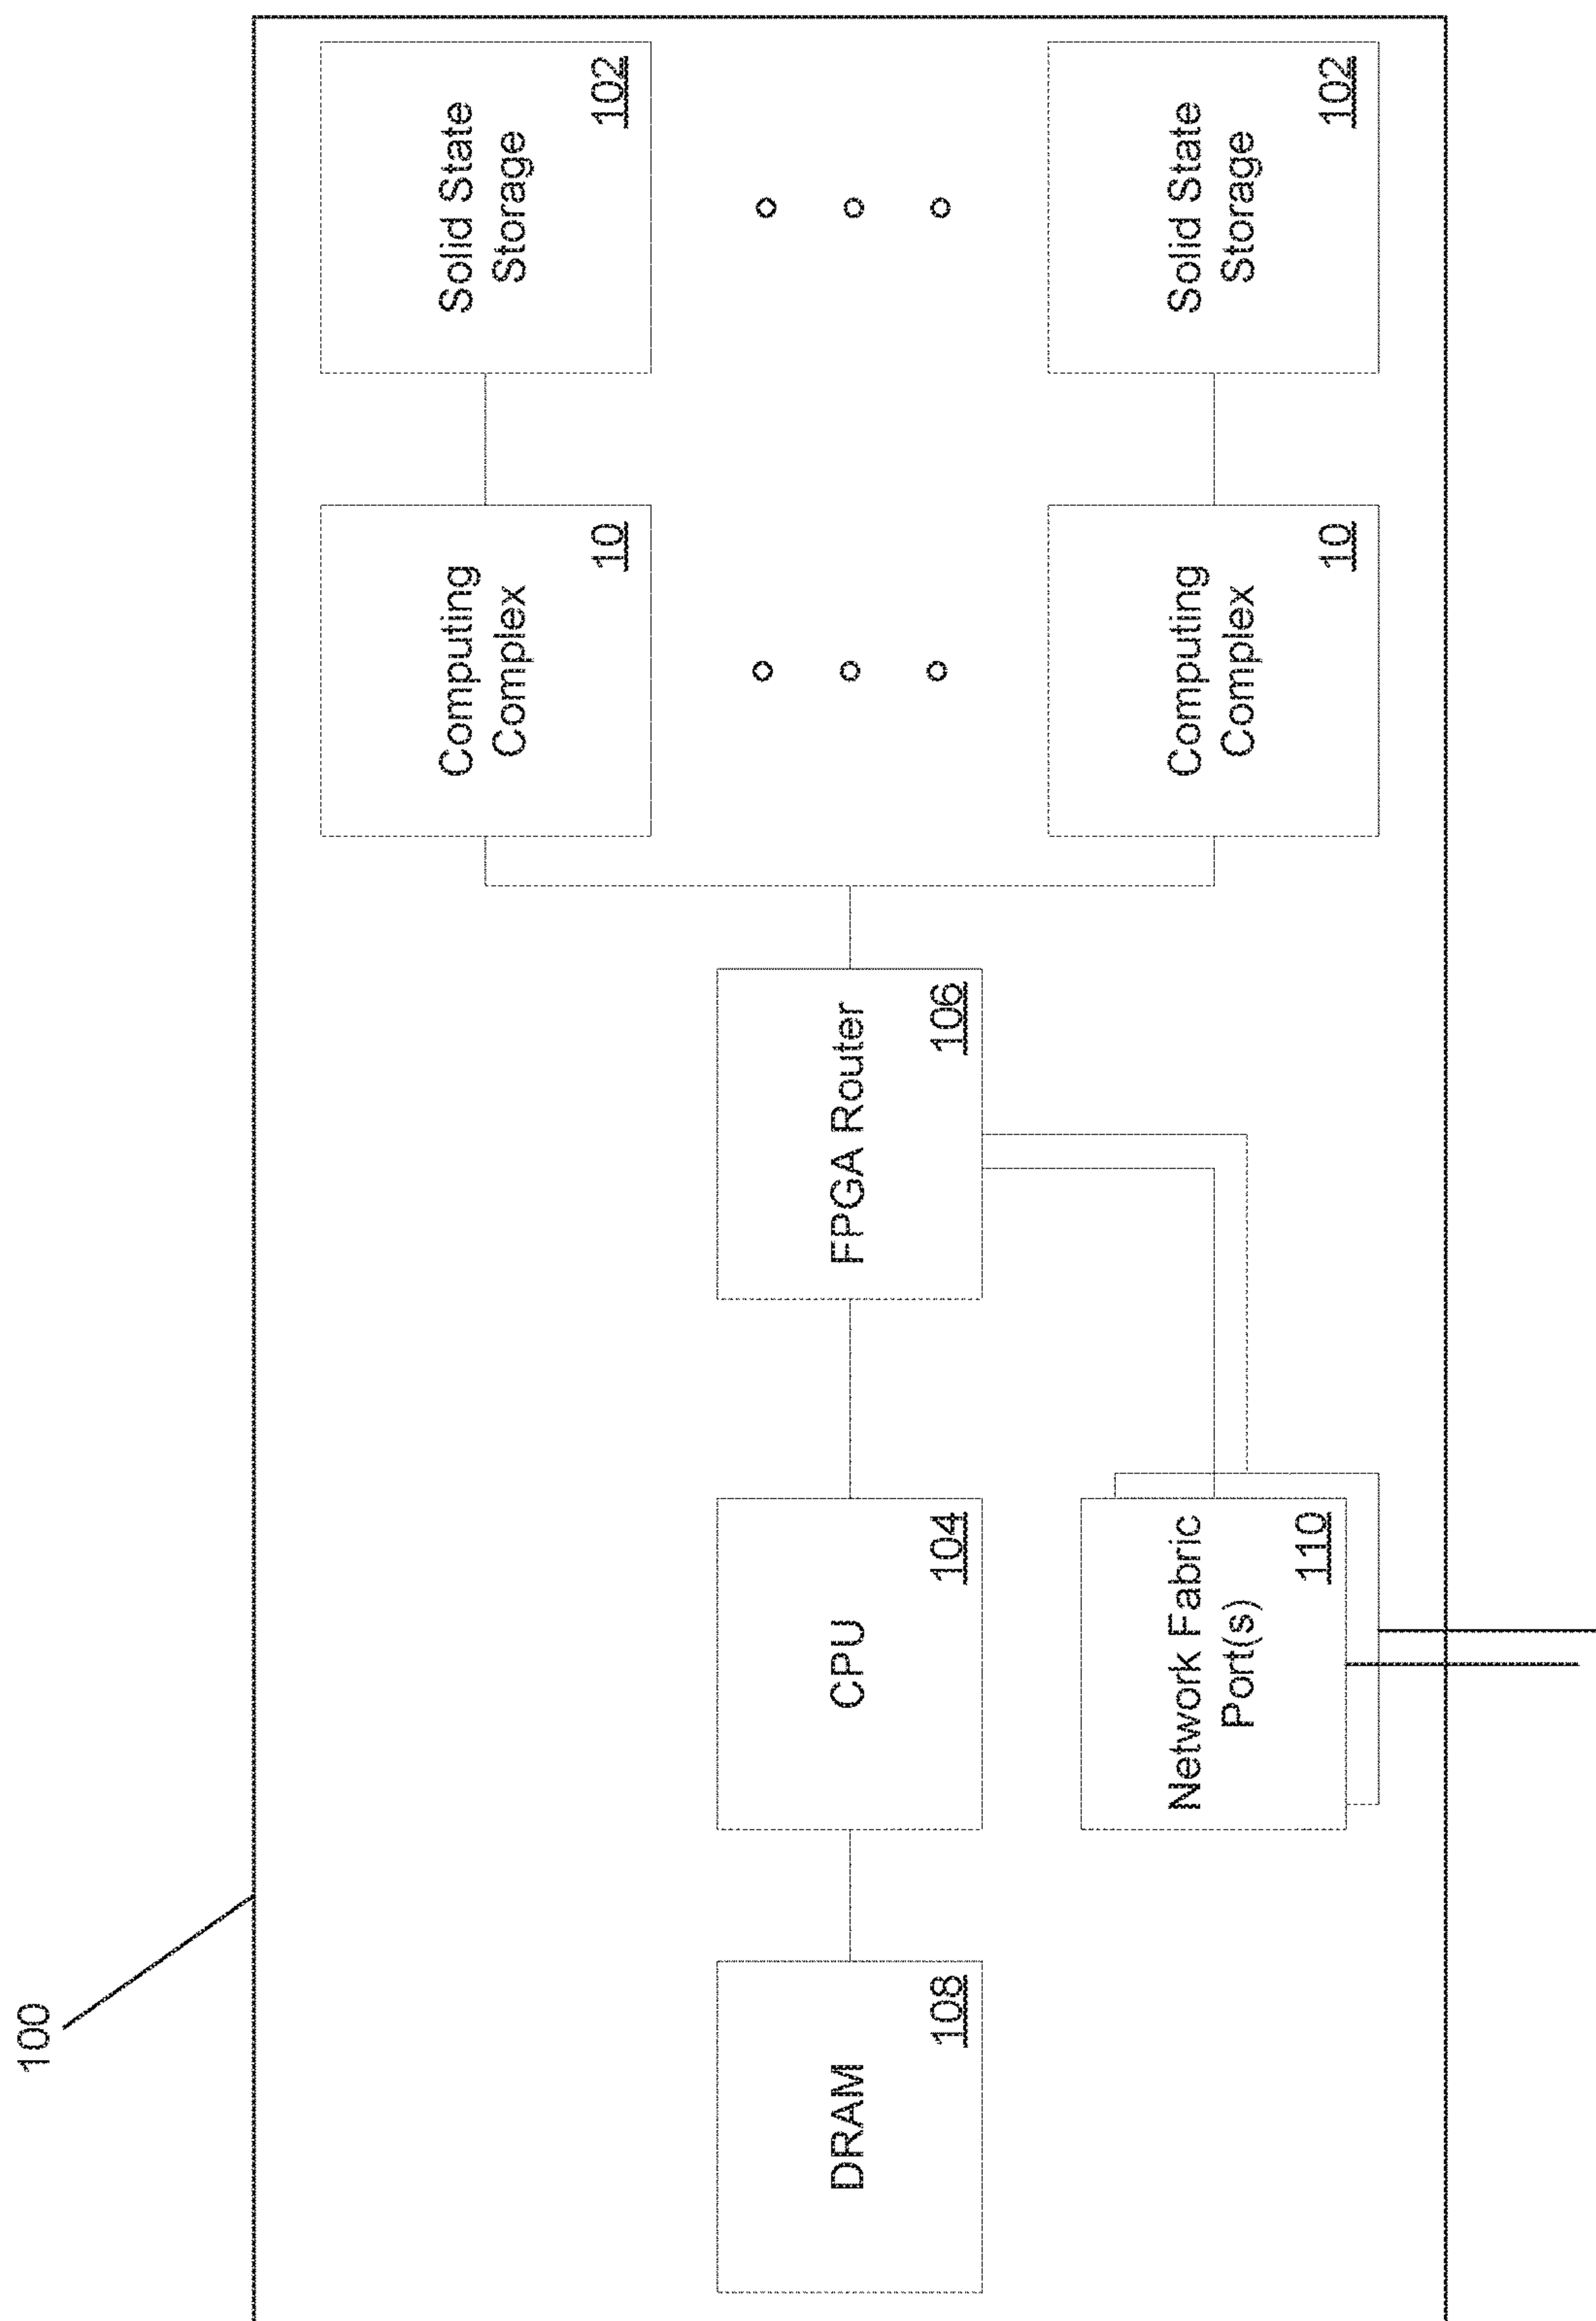 100
DRAM
108
CPU
104
FPGA Router
106
Network Fabric
Port(s)
110
Computing
Complex
10
Solid State
Storage
102
Computing
Complex
10
Solid State
Storage
102